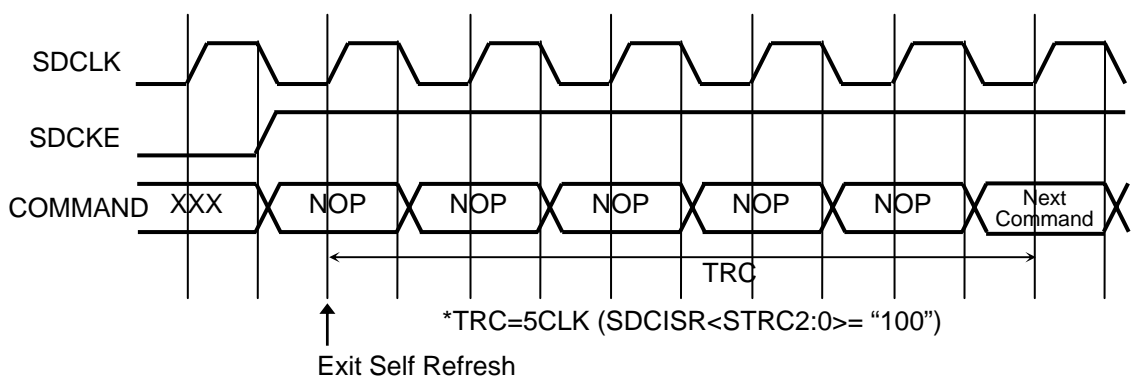 SDCLK
SDCKE
COMMAND XXX NOP NOP NOP NOP NOP Next Command
TRC
*TRC=5CLK (SDCISR<STRC2:0>= “100”)
Exit Self Refresh